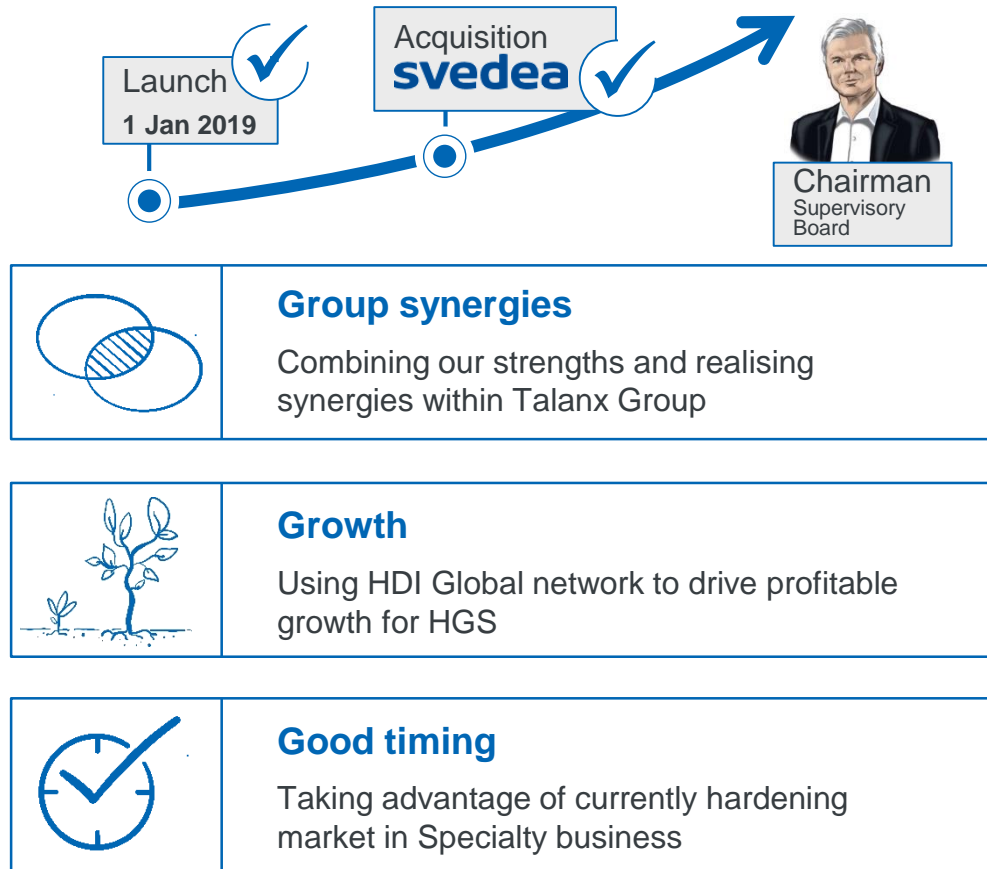 Launch
1 Jan 2019
Acquisition
svedea
Chairman
Supervisory
Board
Group synergies
Combining our strengths and realising
synergies within Talanx Group
Growth
Using HDI Global network to drive profitable
growth for HGS
Good timing
Taking advantage of currently hardening
market in Specialty business